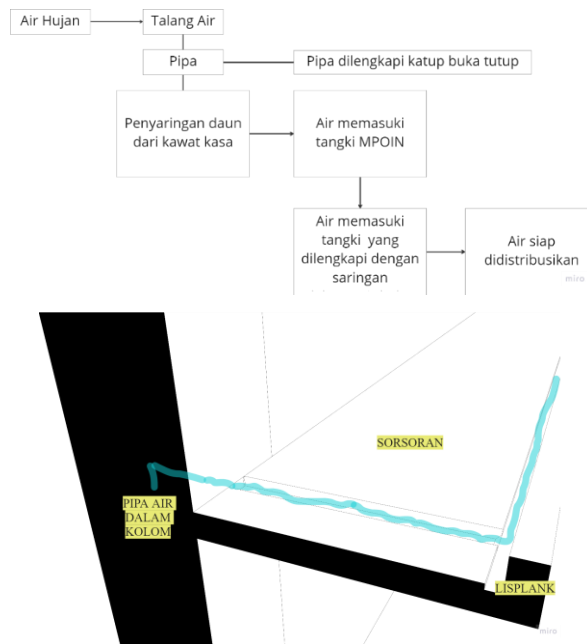 Air Hujan
Talang Air
Pipa
Pipa dilengkapi katup buka tutup
Penyaringan daun
dari kawat kasa
Air memasuki
tangki MPOIN
Air memasuki
tangki yang
dilengkapi dengan
saringan
Air siap
didistribusikan
miro
SORSORAN
PIPA AIR
DALAM
KOLOM
LISPLANK
miro